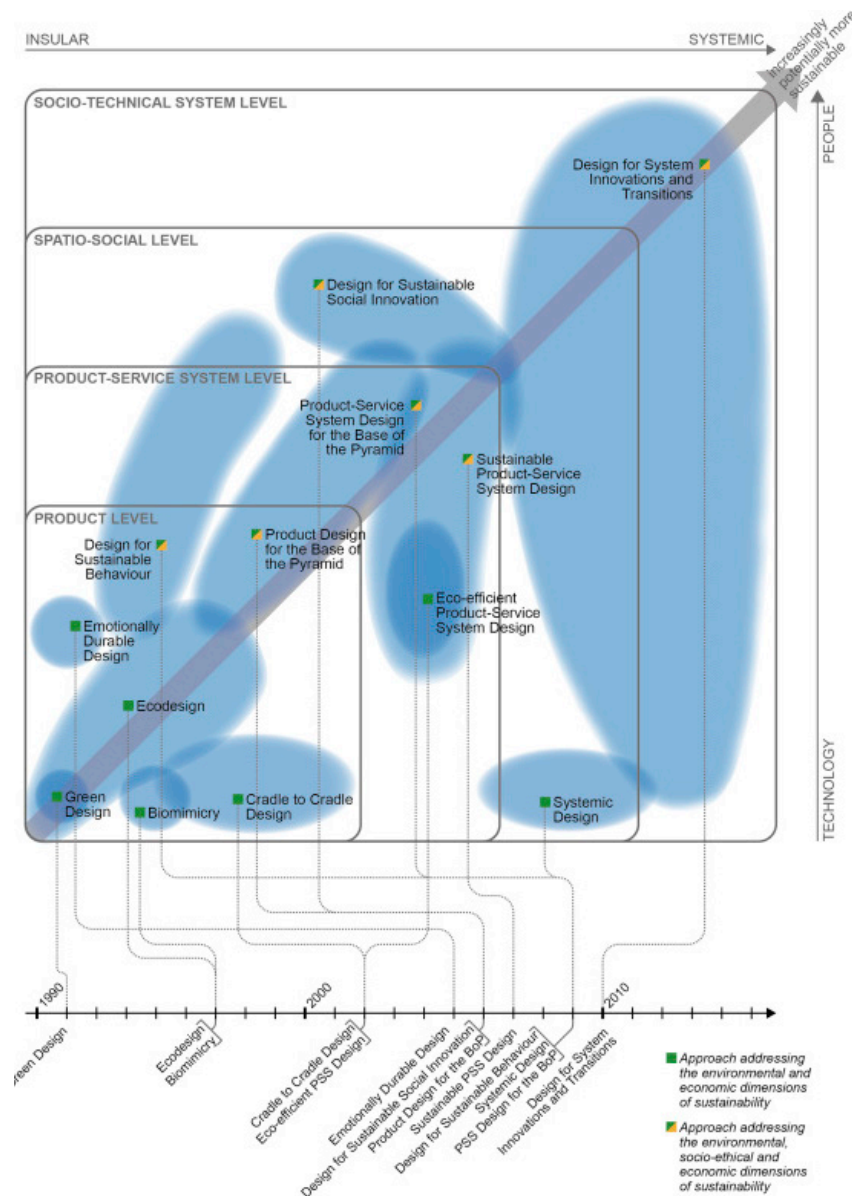 INSULAR
SYSTEMIC
Increasingly
potentially more
sustainable
SOCIO-TECHNICAL SYSTEM LEVEL
PEOPLE
Design for System
Innovations and
Transitions
SPATIO-SOCIAL LEVEL
Design for Sustainable
Social Innovation
PRODUCT-SERVICE SYSTEM LEVEL
Product-Service
System Design
for the Base of
the Pyramid
Sustainable
Product-Service
System Design
PRODUCT LEVEL
Design for
Sustainable
Behaviour
Product Design
for the Base of
the Pyramid
Eco-efficient
Product-Service
System Design
Emotionally
Durable
Design
Ecodesign
TECHNOLOGY
Green
Design
Biomimicry
Cradle to Cradle
Design
Systemic
Design
1990
2000
2010
Green Design
Ecodesign
Biomimicry
Cradle to Cradle Design
Eco-efficient PSS Design
Emotionally Durable Design
Design for Sustainable Social Innovation
Product Design for the BoP
Sustainable PSS Design
Design for Sustainable Behaviour
Systemic Design
PSS Design for the BoP
Design for System
Innovations and Transitions
Approach addressing
the environmental and
economic dimensions
of sustainability
Approach addressing
the environmental,
socio-ethical and
economic dimensions
of sustainability